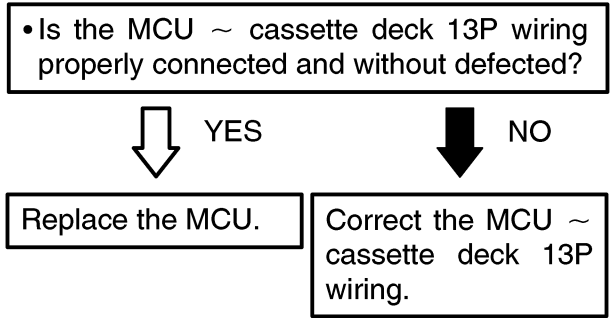 • Is the MCU ~ cassette deck 13P wiring
properly connected and without defected?
YES
NO
Replace the MCU.
Correct the MCU ~
cassette deck 13P
wiring.